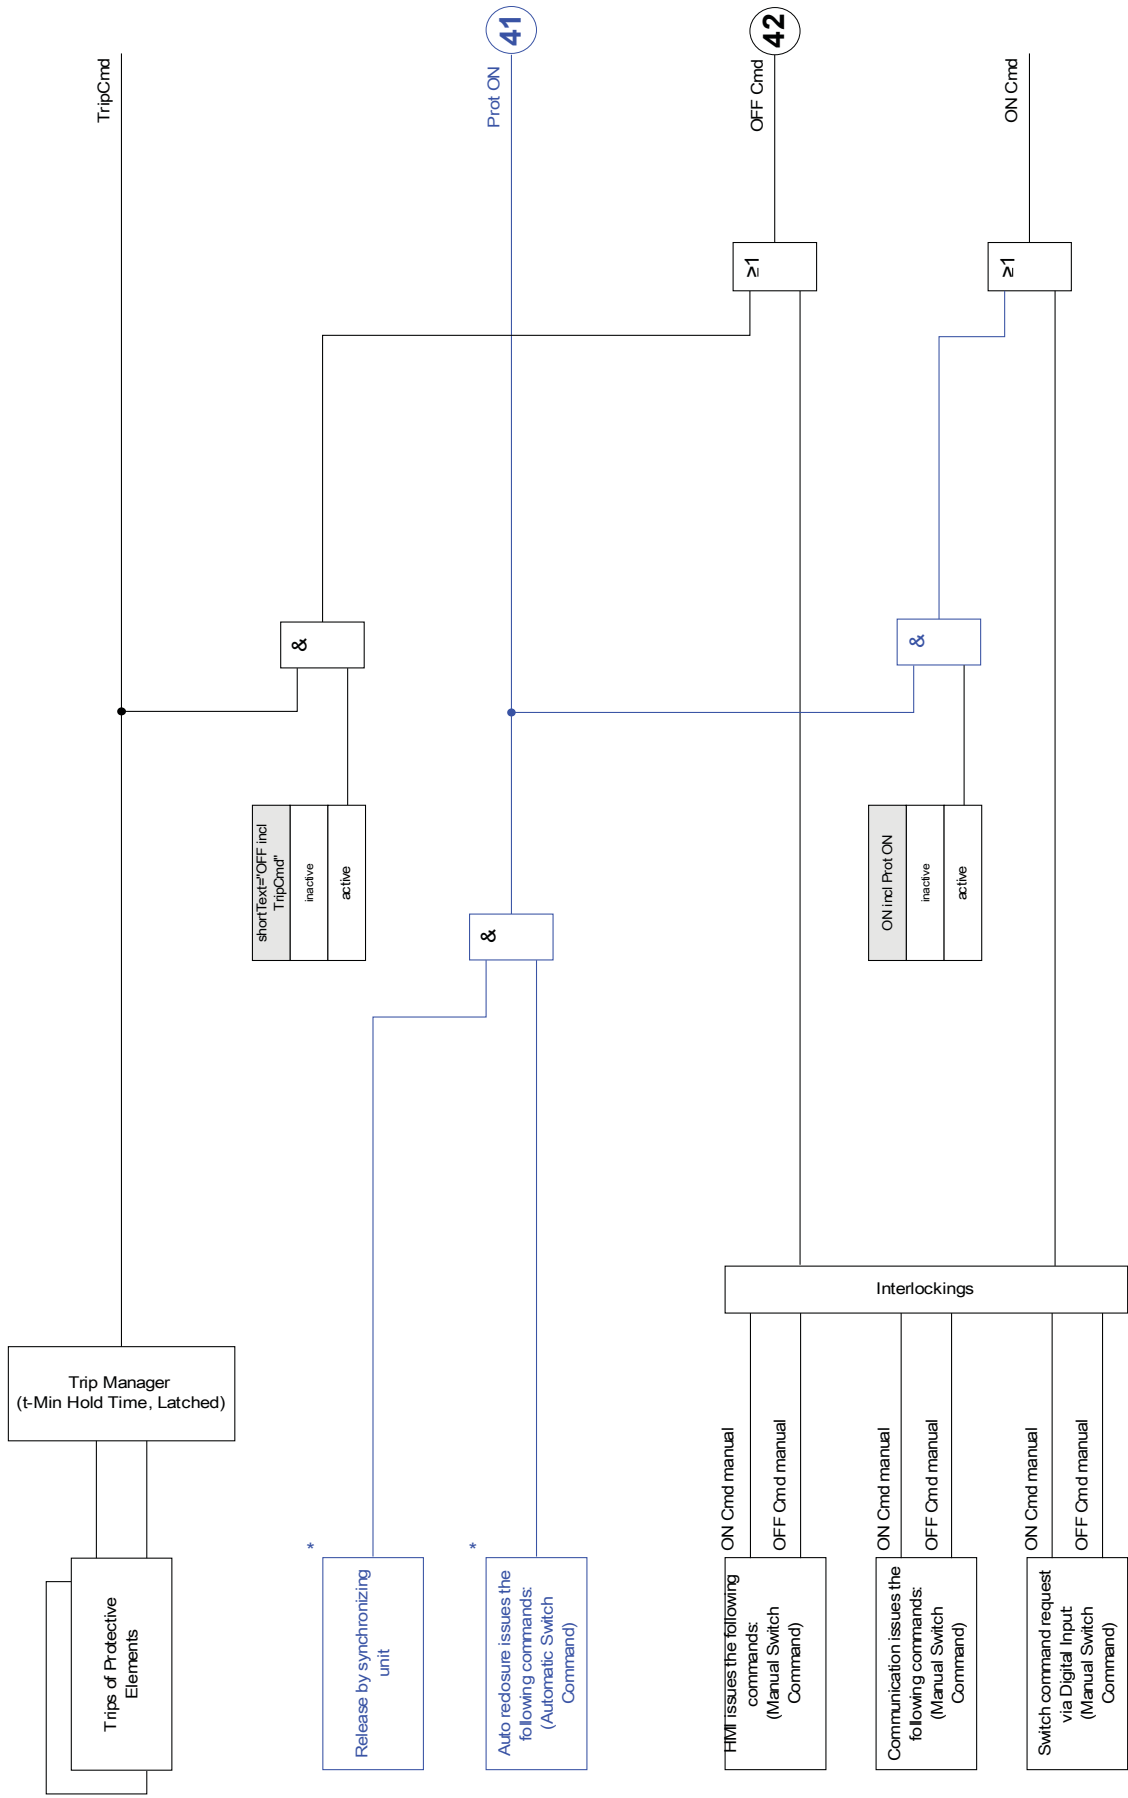 Trips of Protective
Elements
Trip Manager
(t-Min Hold Time, Latched)
TripCmd
shortText="OFF incl
TripCmd"
inactive
active
&
*
Release by synchronizing
unit
*
Auto reclosure issues the
following commands:
(Automatic Switch
Command)
&
Prot ON
41
HMI issues the following
commands:
(Manual Switch
Command)
ON Cmd manual
OFF Cmd manual
Communication issues the
following commands:
(Manual Switch
Command)
ON Cmd manual
OFF Cmd manual
Switch command request
via Digital Input:
(Manual Switch
Command)
ON Cmd manual
OFF Cmd manual
Interlockings
ON incl Prot ON
inactive
active
&
≥1
OFF Cmd
42
≥1
ON Cmd